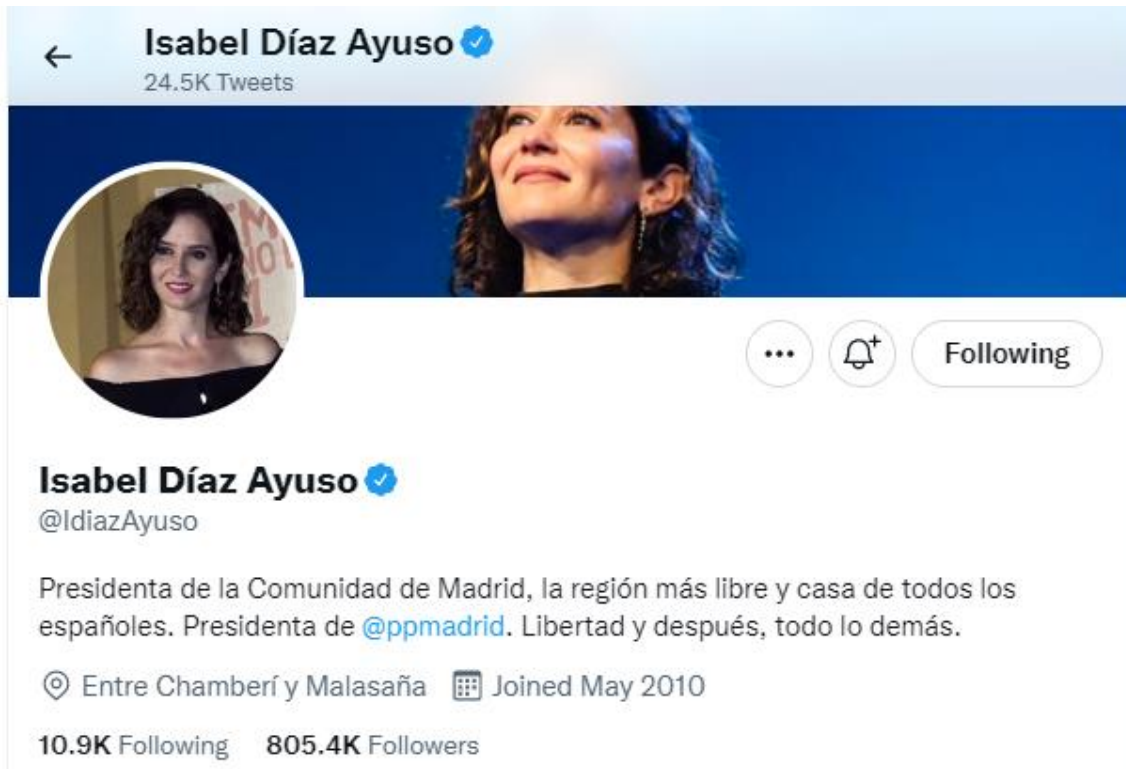 Isabel Díaz Ayuso
24.5K Tweets
Following
Isabel Díaz Ayuso
@IdiazAyuso
Presidenta de la Comunidad de Madrid, la región más libre y casa de todos los
españoles. Presidenta de @ppmadrid. Libertad y después, todo lo demás.
Entre Chamberí y Malasaña Joined May 2010
10.9K Following 805.4K Followers